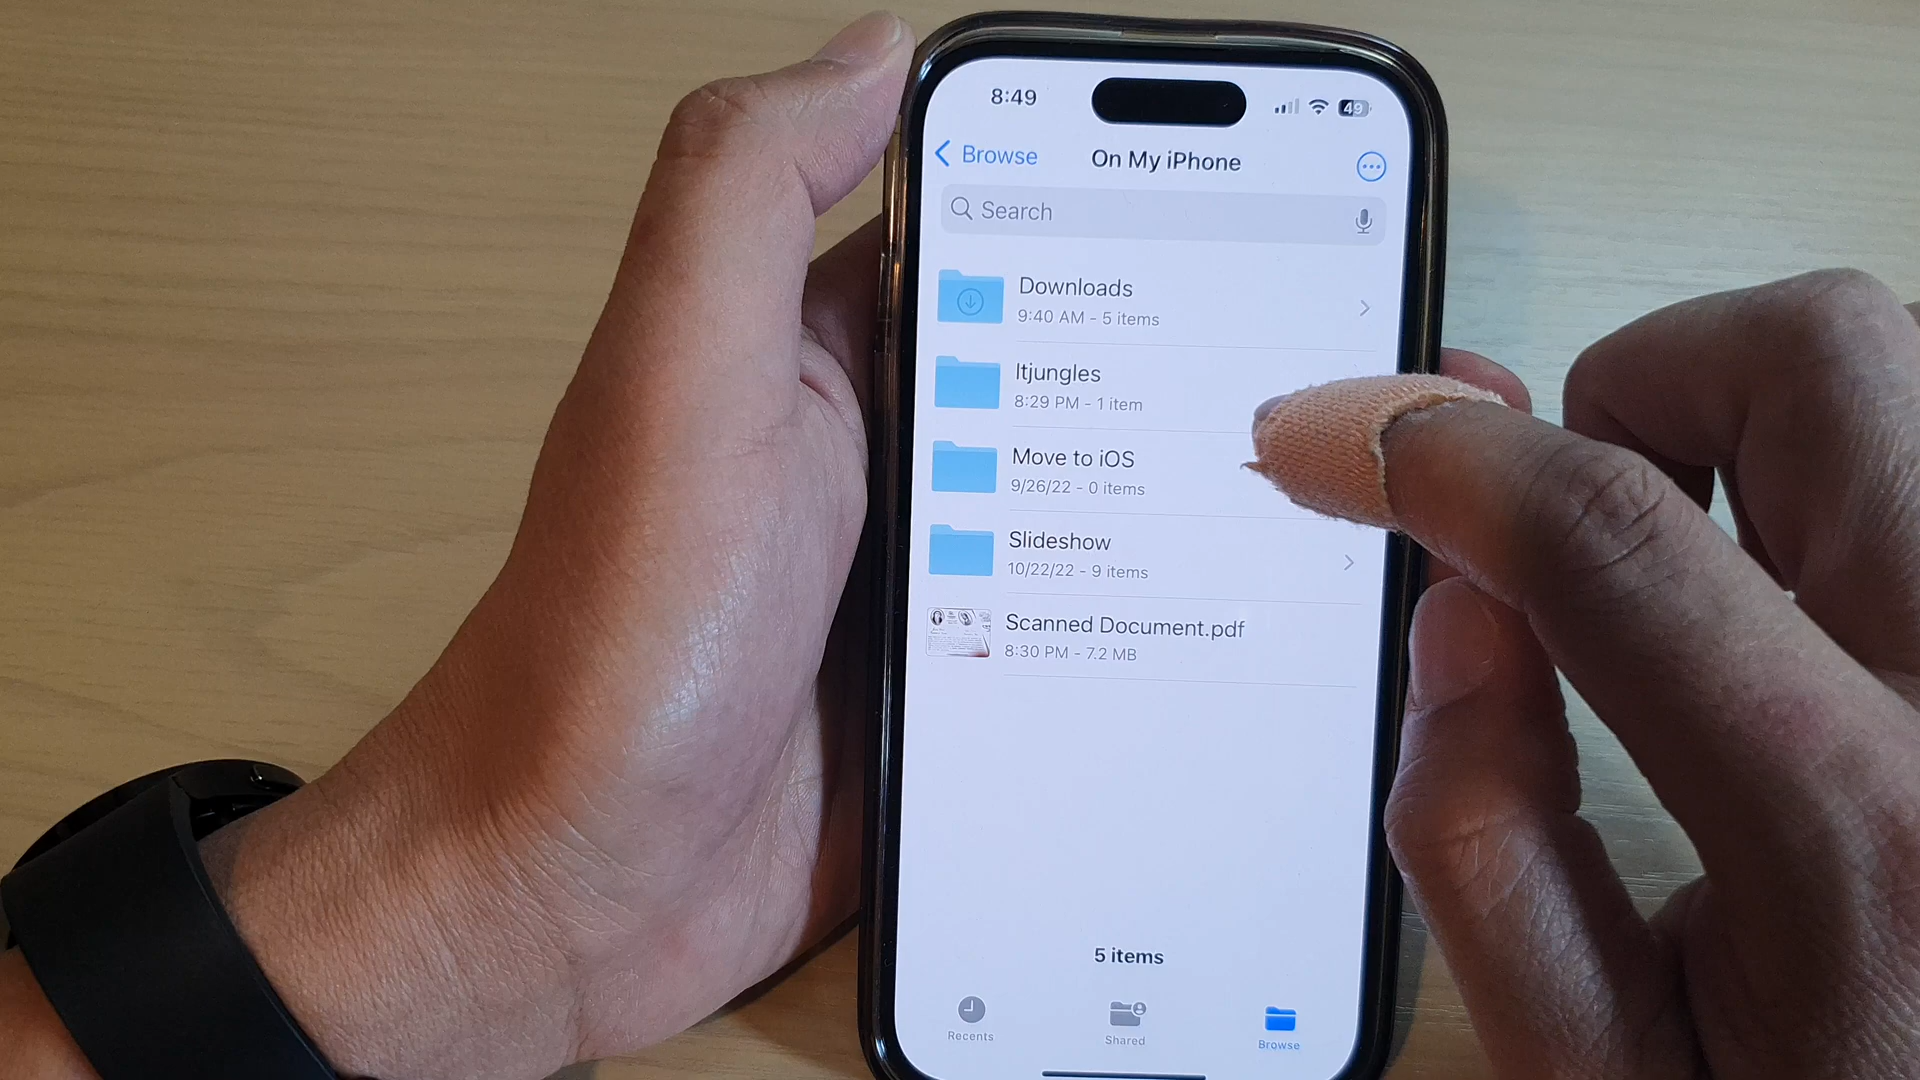 8:49
49
Browse
On My iPhone
Search
Downloads
9:40 AM - 5 items
Itjungles
8:29 PM - 1 item
Move to iOS
9/26/22 - 0 items
Slideshow
10/22/22 - 9 items
Scanned Document.pdf
8:30 PM - 7.2 MB
5 items
Recents
Shared
Browse